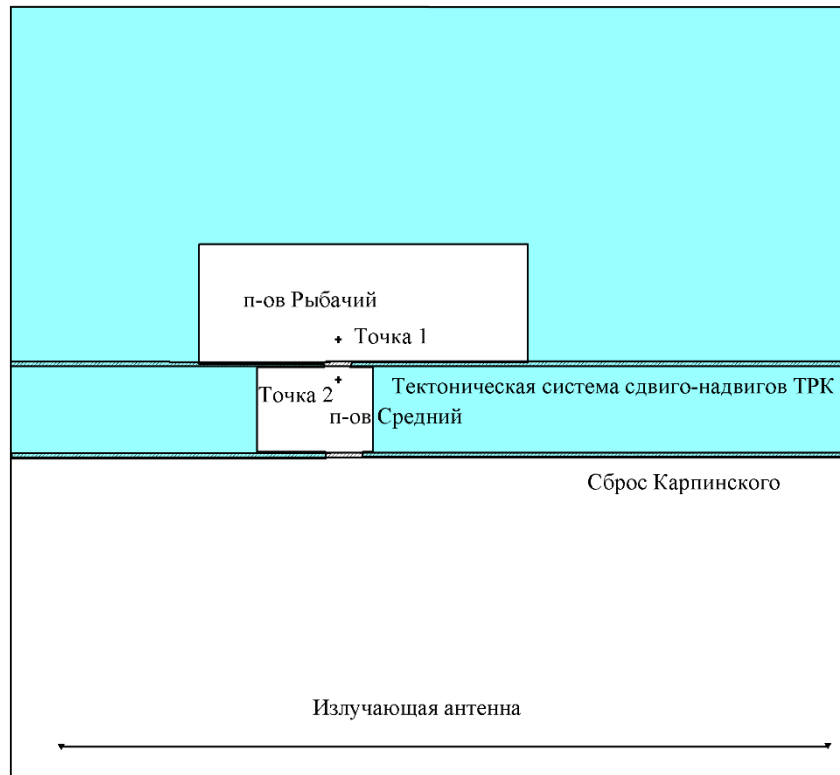 п-ов Рыбачий
Точка 1
Тектоническая система сдвиго-надвигов ТРК
Точка 2
п-ов Средний
Сброс Карпинского
Излучающая антенна